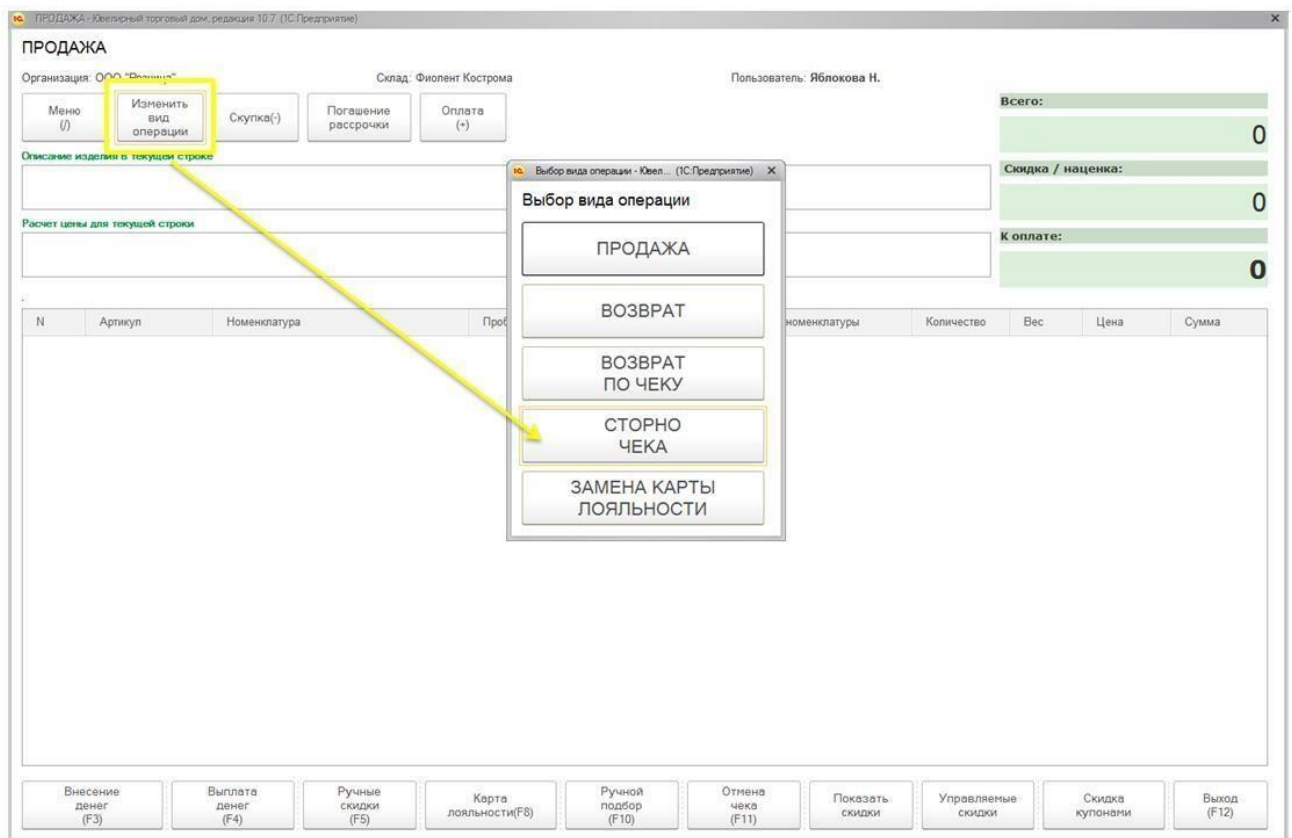 ПРОДАЖА - Ювелирный торговый дом, редакция 10.7 (1С:Предприятие)
ПРОДАЖА
Организация: ООО "Розница" Склад: Фиолент Кострома Пользователь: Яблокова Н.
Меню
(/)
Изменить
вид
операции
Скупка(-)
Погашение
рассрочки
Оплата
(+)
Всего:
0
Описание изделия в текущей строке
Скидка / наценка:
0
Расчет цены для текущей строки
К оплате:
0
Выбор вида операции - Ювел... (1С:Предприятие)
Выбор вида операции
ПРОДАЖА
ВОЗВРАТ
ВОЗВРАТ
ПО ЧЕКУ
СТОРНО
ЧЕКА
ЗАМЕНА КАРТЫ
ЛОЯЛЬНОСТИ
N Артикул Номенклатура Проб номенклатуры Количество Вес Цена Сумма
Внесение
денег
(F3)
Выплата
денег
(F4)
Ручные
скидки
(F5)
Карта
лояльности(F8)
Ручной
подбор
(F10)
Отмена
чека
(F11)
Показать
скидки
Управляемые
скидки
Скидка
купонами
Выход
(F12)